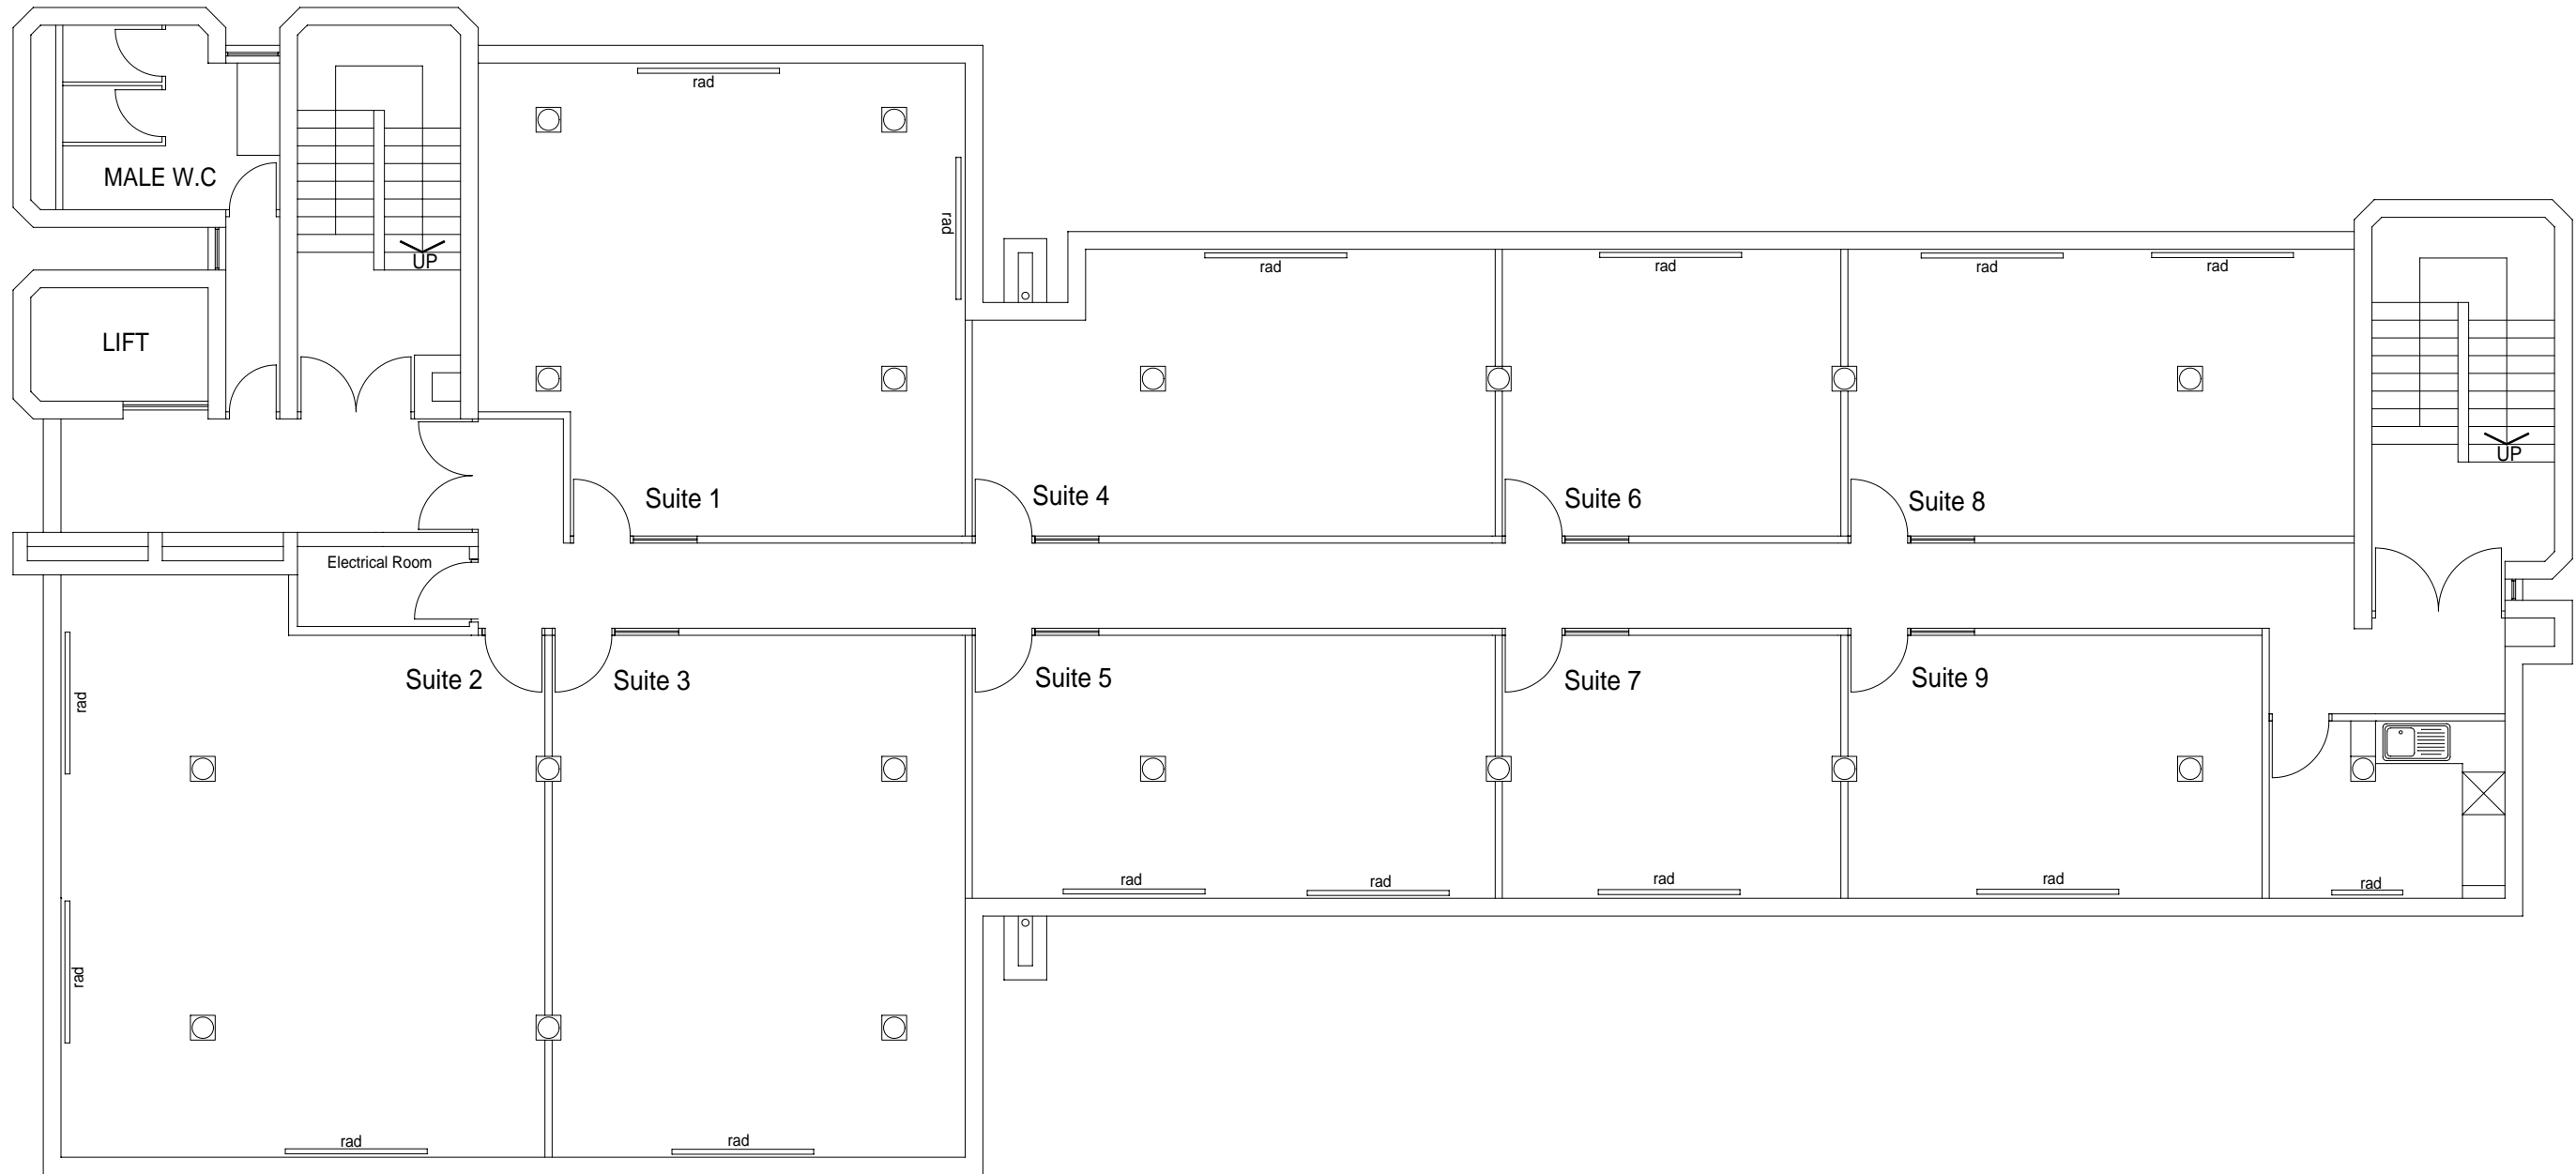 rad
MALE W.C
rad
UP
rad
rad
rad
rad
LIFT
UP
Suite 1
Suite 4
Suite 6
Suite 8
Electrical Room
Suite 2
Suite 3
Suite 5
Suite 7
Suite 9
rad
rad
rad
rad
rad
rad
rad
rad
rad